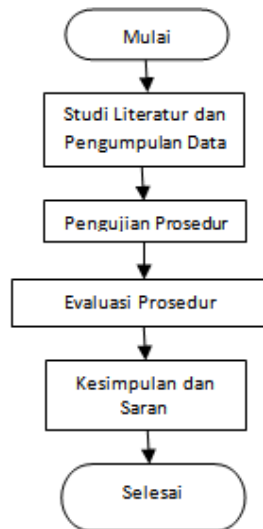 Mulai
Studi Literatur dan
Pengumpulan Data
Pengujian Prosedur
Evaluasi Prosedur
Kesimpulan dan
Saran
Selesai